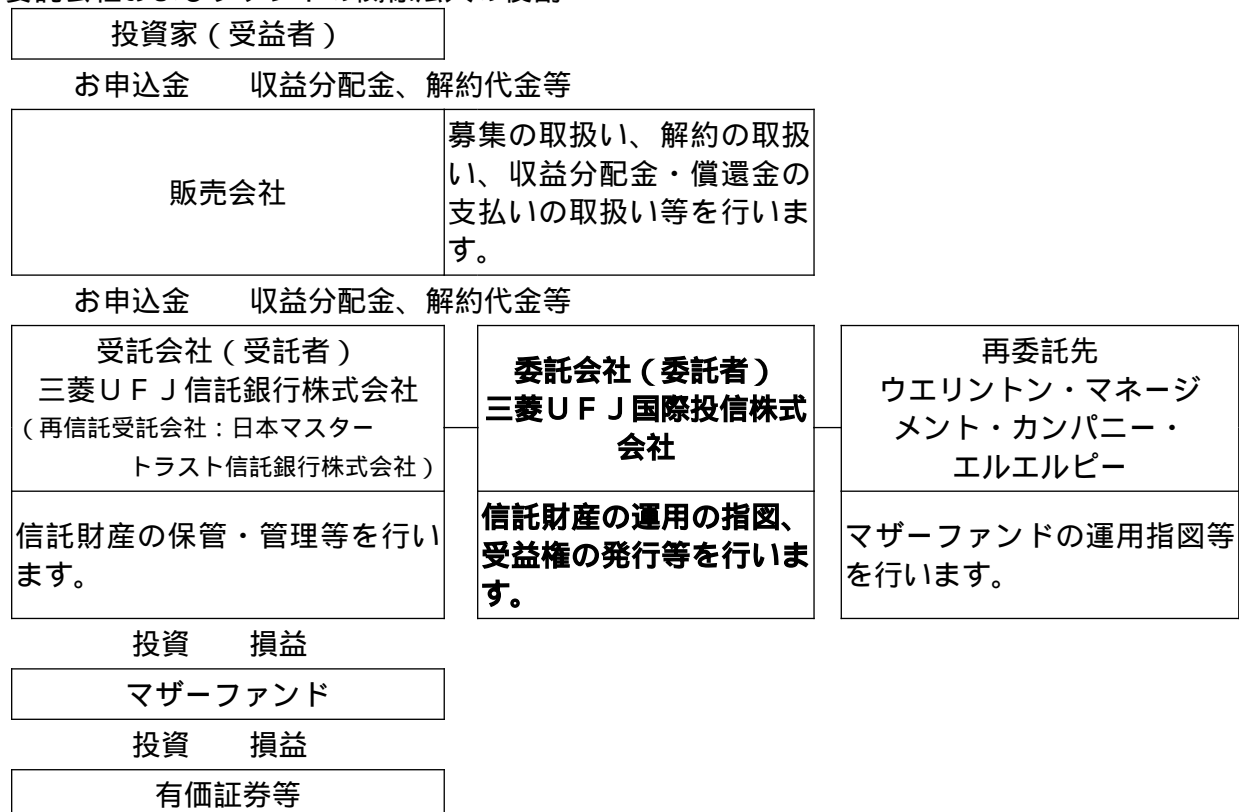 投資家(受益者)
お申込金 収益分配金、解約代金等
販売会社
募集の取扱い、解約の取扱
い、収益分配金・償還金の
支払いの取扱い等を行いま
す。
お申込金 収益分配金、解約代金等
受託会社(受託者)
三菱UFJ信託銀行株式会社
(再信託受託会社:日本マスター
トラスト信託銀行株式会社)
委託会社(委託者)
三菱UFJ国際投信株式
会社
再委託先
ウエリントン・マネージ
メント・カンパニー・
エルエルピー
信託財産の保管・管理等を行い
ます。
信託財産の運用の指図、
受益権の発行等を行いま
す。
マザーファンドの運用指図等
を行います。
投資 損益
マザーファンド
投資 損益
有価証券等